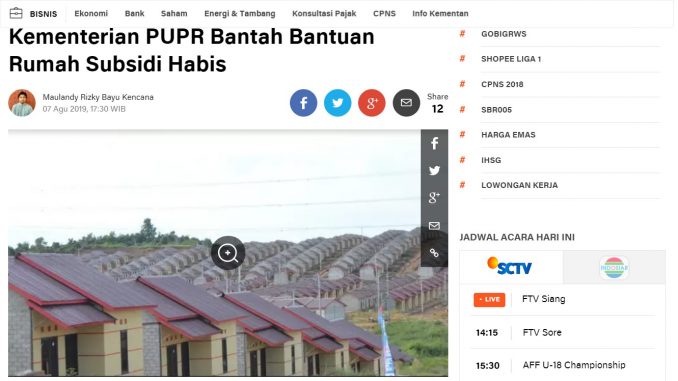 BISNIS Ekonomi Bank Saham Energi & Tambang Konsultasi Pajak CPNS Info Kementan
Kementerian PUPR Bantah Bantuan
Rumah Subsidi Habis
Maulandy Rizky Bayu Kencana
07 Agu 2019, 17:30 WIB
Share
12
# GOBIGRWS
# SHOPEE LIGA 1
# CPNS 2018
# SBR005
# HARGA EMAS
# IHSG
# LOWONGAN KERJA
JADWAL ACARA HARI INI
SCTV
INDOSIAR
LIVE FTV Siang
14:15 FTV Sore
15:30 AFF U-18 Championship